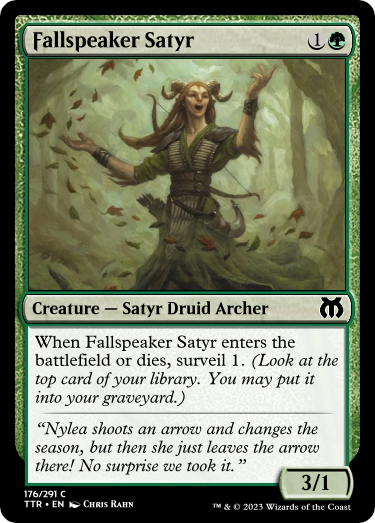 Fallspeaker Satyr 1
Creature — Satyr Druid Archer
When Fallspeaker Satyr enters the
battlefield or dies, surveil 1. (Look at the
top card of your library. You may put it
into your graveyard.)
“Nylea shoots an arrow and changes the
season, but then she just leaves the arrow
there! No surprise we took it.”
3/1
176/291 C
TTR • EN Chris Rahn
™ & © 2023 Wizards of the Coast